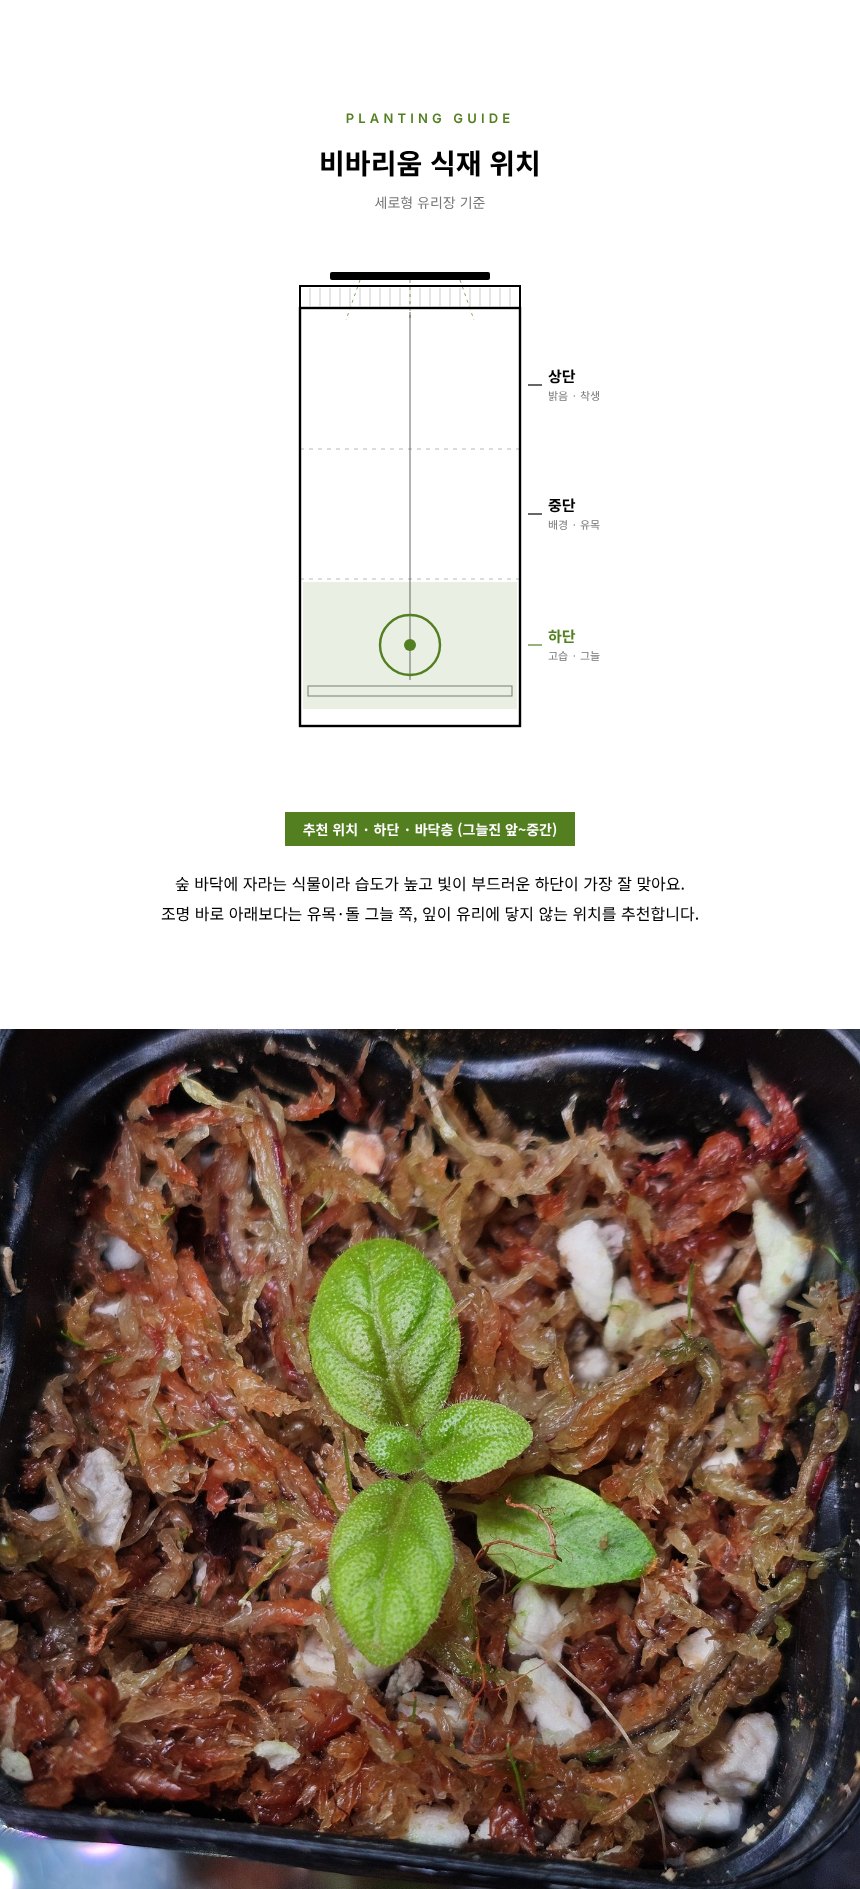 PLANTING GUIDE
비바리움 식재 위치
세로형 유리장 기준
상단
밝음 · 착생
중단
배경 · 유목
하단
고습 · 그늘
추천 위치 · 하단 · 바닥층 (그늘진 앞~중간)
숲 바닥에 자라는 식물이라 습도가 높고 빛이 부드러운 하단이 가장 잘 맞아요.
조명 바로 아래보다는 유목·돌 그늘 쪽, 잎이 유리에 닿지 않는 위치를 추천합니다.